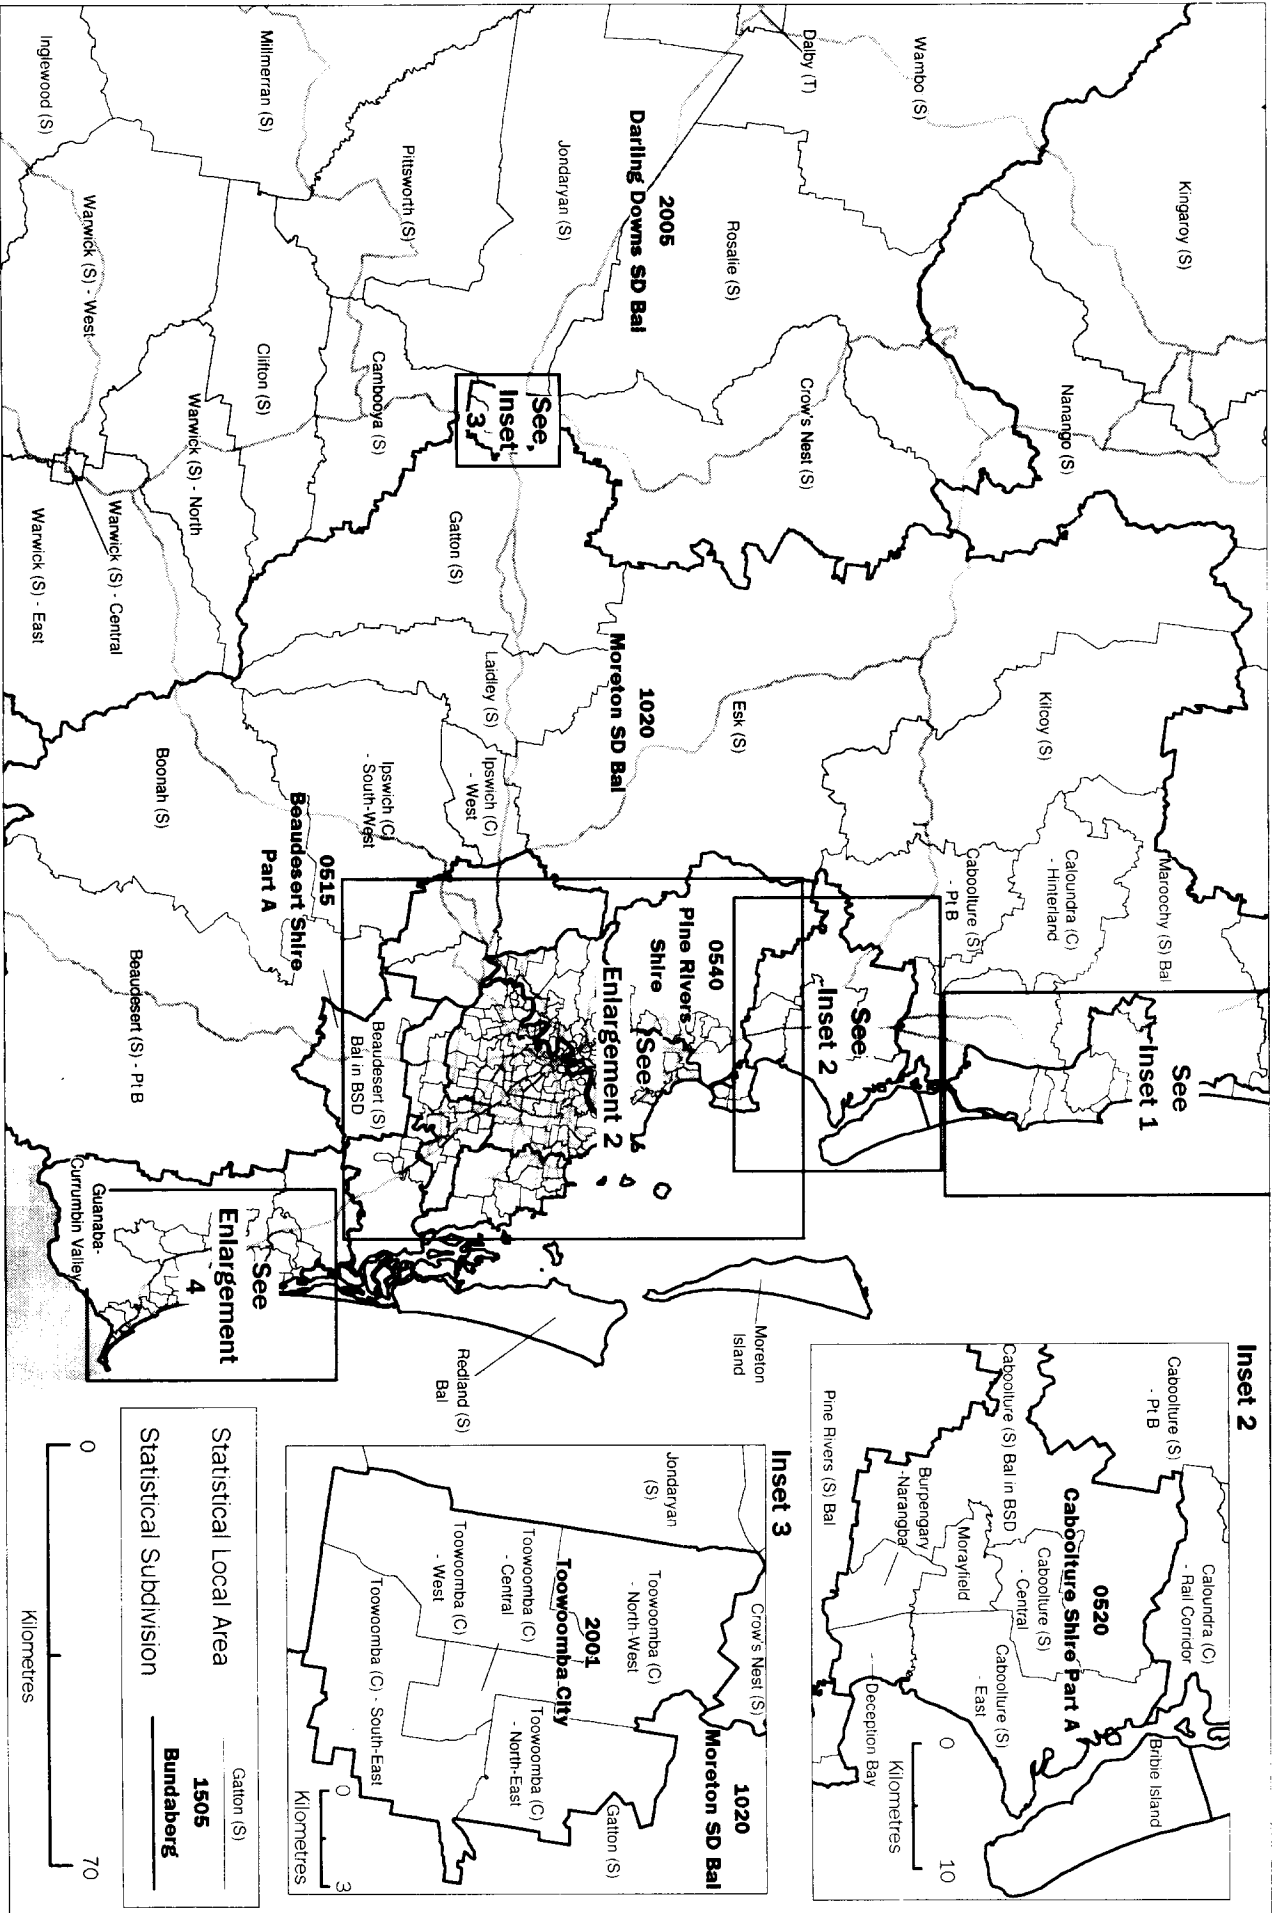 Kingaroy (S)
Wambo (S)
Dalby (T)
Nanango (S)
Rosalie (S)
Crow's Nest (S)
2005
Darling Downs SD Bal
Jondaryan (S)
Pittsworth (S)
Millmerran (S)
Inglewood (S)
See
Inset
3
Cambooya (S)
Clifton (S)
Warwick (S) - North
Warwick (S) - West
Warwick (S) - Central
Warwick (S) - East
Gatton (S)
Laidley (S)
1020
Moreton SD Bal
Esk (S)
Kilcoy (S)
Maroochy (S) Bal
Caloundra (C)
- Hinterland
Caboolture (S)
- Pt B
Ipswich (C)
- West
Ipswich (C)
- South-West
Boonah (S)
0515
Beaudesert Shire
Part A
Beaudesert (S) - Pt B
Beaudesert (S)
Bal in BSD
0540
Pine Rivers
Shire
See
Inset 1
See
Inset 2
See
Enlargement 2
See
Enlargement
4
Guanaba-
Currumbin Valley
Moreton
Island
Redland (S)
Bal
Inset 2
Caboolture (S)
- Pt B
Caloundra (C)
- Rail Corridor
0520
Caboolture Shire Part A
Caboolture (S) Bal in BSD
Caboolture (S)
- Central
Morayfield
Burpengary
-Narangba
Caboolture (S)
- East
Bribie Island
Deception Bay
Pine Rivers (S) Bal
0 10
Kilometres
Inset 3
Crow's Nest (S)
1020
Moreton SD Bal
Jondaryan
(S)
Toowoomba (C)
- North-West
2001
Toowoomba City
Toowoomba (C)
- Central
Toowoomba (C)
- West
Toowoomba (C)
- North-East
Toowoomba (C) - South-East
Gatton (S)
0 3
Kilometres
Statistical Local Area
Gatton (S)
Statistical Subdivision
1505
Bundaberg
0 70
Kilometres